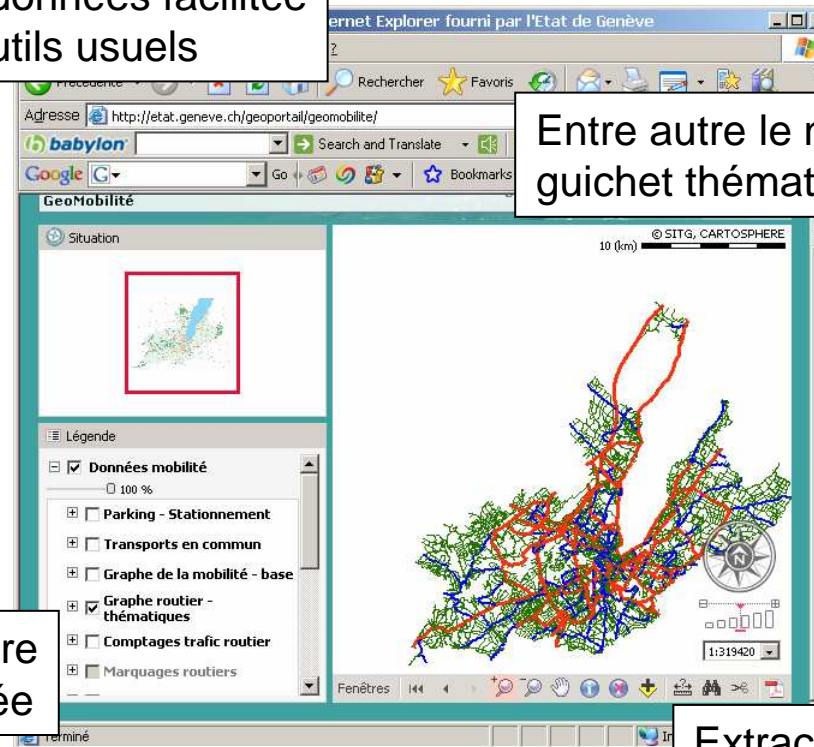 données facilitée
utils usuels
ernet Explorer fourni par l'Etat de Genève
?
Précédente
Rechercher
Favoris
Adresse
http://etat.geneve.ch/geoportail/geomobilite/
babylon
Search and Translate
Entre autre le
guichet thémat
Google
G
Go
Bookmarks
GeoMobilité
Situation
© SITG, CARTOSPHERE
10 (km)
Légende
Données mobilité
100 %
Parking - Stationnement
Transports en commun
Graphe de la mobilité - base
Graphe routier -
thématiques
Comptages trafic routier
Marquages routiers
N
1:319420
re
ée
Fenêtres
Terminé
Extrac